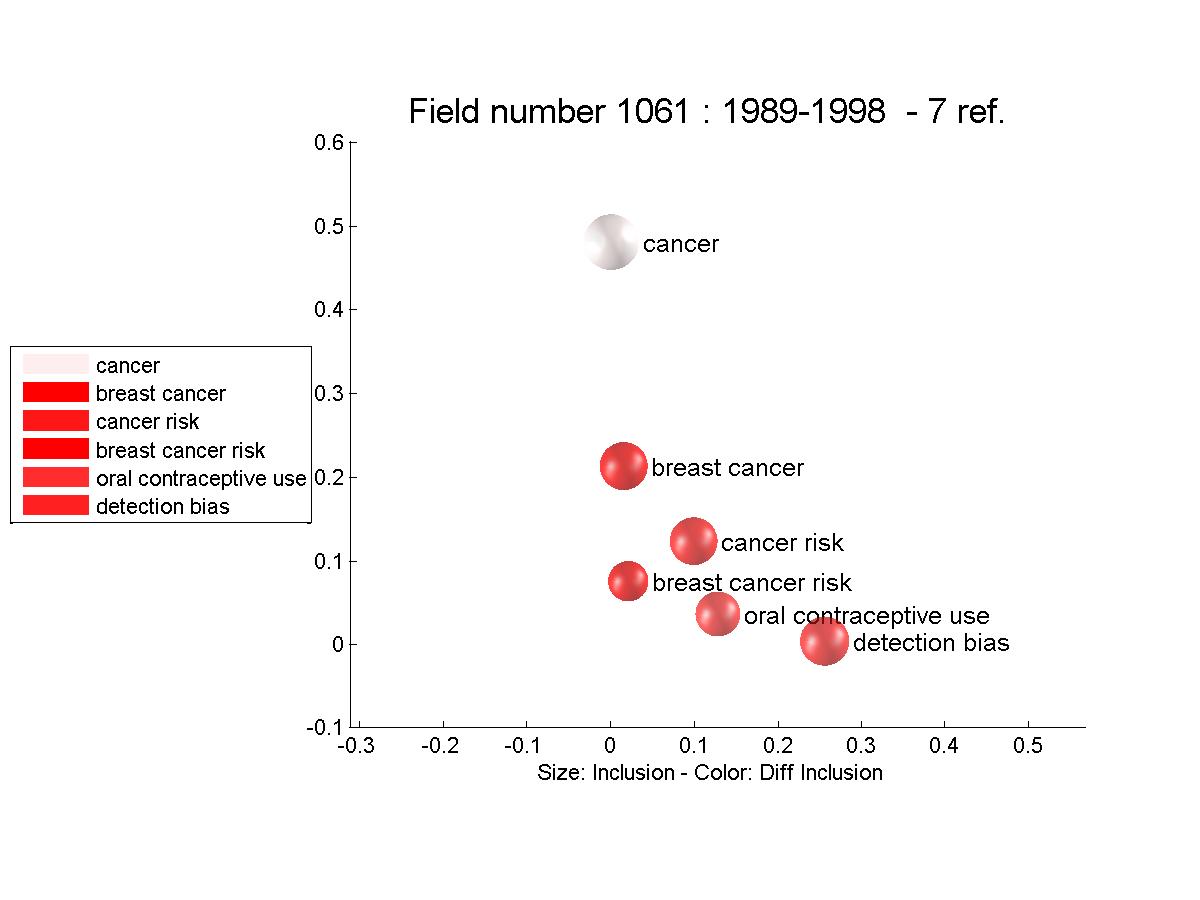 Field number 1061 : 1989-1998 - 7 ref.
0.6
0.5
0.4
0.3
0.2
0.1
0
-0.1
-0.3 -0.2 -0.1 0 0.1 0.2 0.3 0.4 0.5
Size: Inclusion - Color: Diff Inclusion
cancer
breast cancer
cancer risk
breast cancer risk
oral contraceptive use
detection bias
cancer
breast cancer
cancer risk
breast cancer risk
oral contraceptive use
detection bias